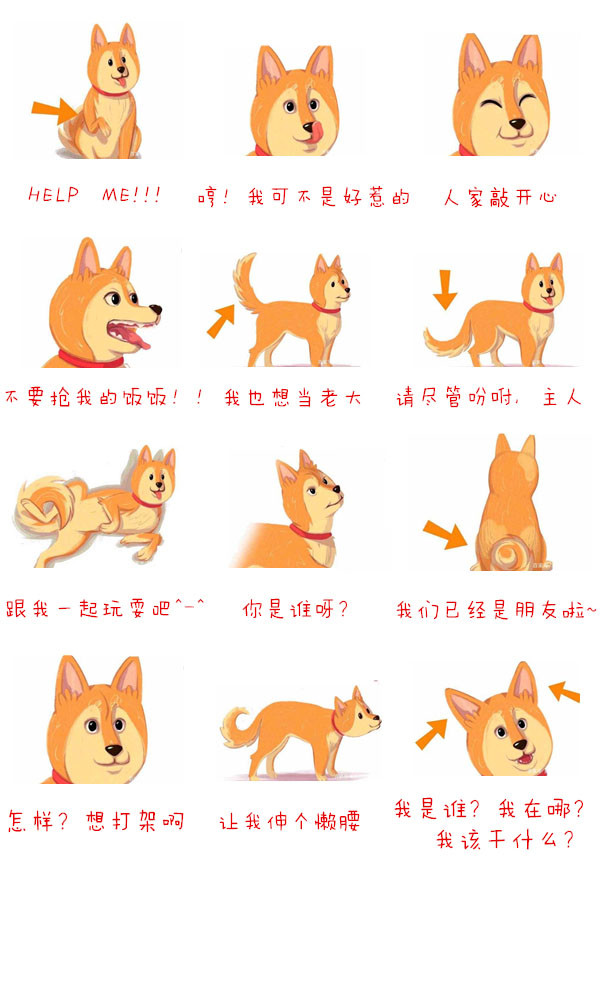 HELP ME!!!
哼！我可不是好惹的
人家敲开心
不要抢我的饭饭！！
我也想当老大
请尽管吩咐，主人
跟我一起玩耍吧^-^
你是谁呀？
我们已经是朋友啦~
怎样？想打架啊
让我伸个懒腰
我是谁？我在哪？
我该干什么？